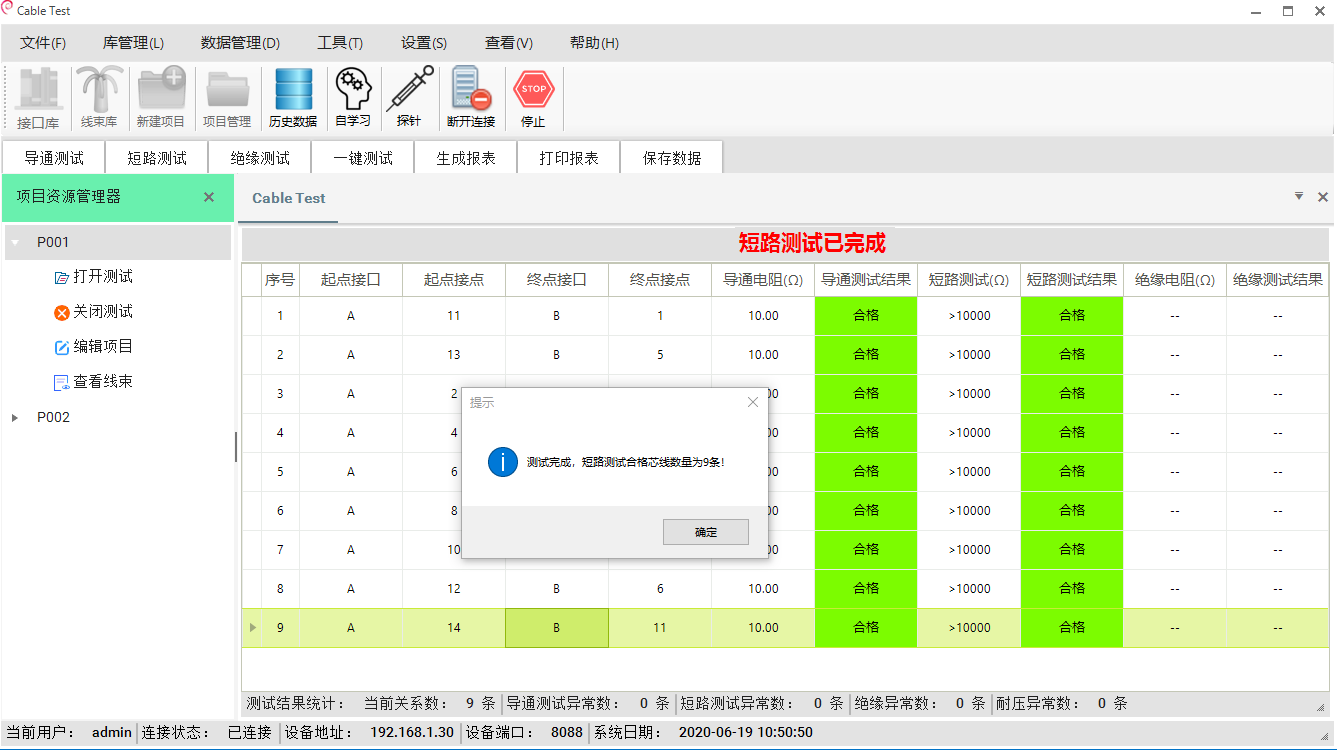 Cable Test
文件(F) 库管理(L) 数据管理(D) 工具(T) 设置(S) 查看(V) 帮助(H)
STOP
接口库 线束库 新建项目 项目管理 历史数据 自学习 探针 断开连接 停止
导通测试 短路测试 绝缘测试 一键测试 生成报表 打印报表 保存数据
项目资源管理器
Cable Test
P001
打开测试
关闭测试
编辑项目
查看线束
P002
短路测试已完成
序号 起点接口 起点接点 终点接口 终点接点 导通电阻(Ω) 导通测试结果 短路测试(Ω) 短路测试结果 绝缘电阻(Ω) 绝缘测试结果
1 A 11 B 1 10.00 合格 >10000 合格 -- --
2 A 13 B 5 10.00 合格 >10000 合格 -- --
3 A 2 合格 >10000 合格 -- --
4 A 4 合格 >10000 合格 -- --
5 A 6 合格 >10000 合格 -- --
6 A 8 合格 >10000 合格 -- --
7 A 10 合格 >10000 合格 -- --
8 A 12 B 6 10.00 合格 >10000 合格 -- --
9 A 14 B 11 10.00 合格 >10000 合格 -- --
提示
测试完成，短路测试合格芯线数量为9条！
确定
测试结果统计： 当前关系数： 9 条 导通测试异常数： 0 条 短路测试异常数： 0 条 绝缘异常数： 0 条 耐压异常数： 0 条
当前用户： admin 连接状态： 已连接 设备地址： 192.168.1.30 设备端口： 8088 系统日期： 2020-06-19 10:50:50